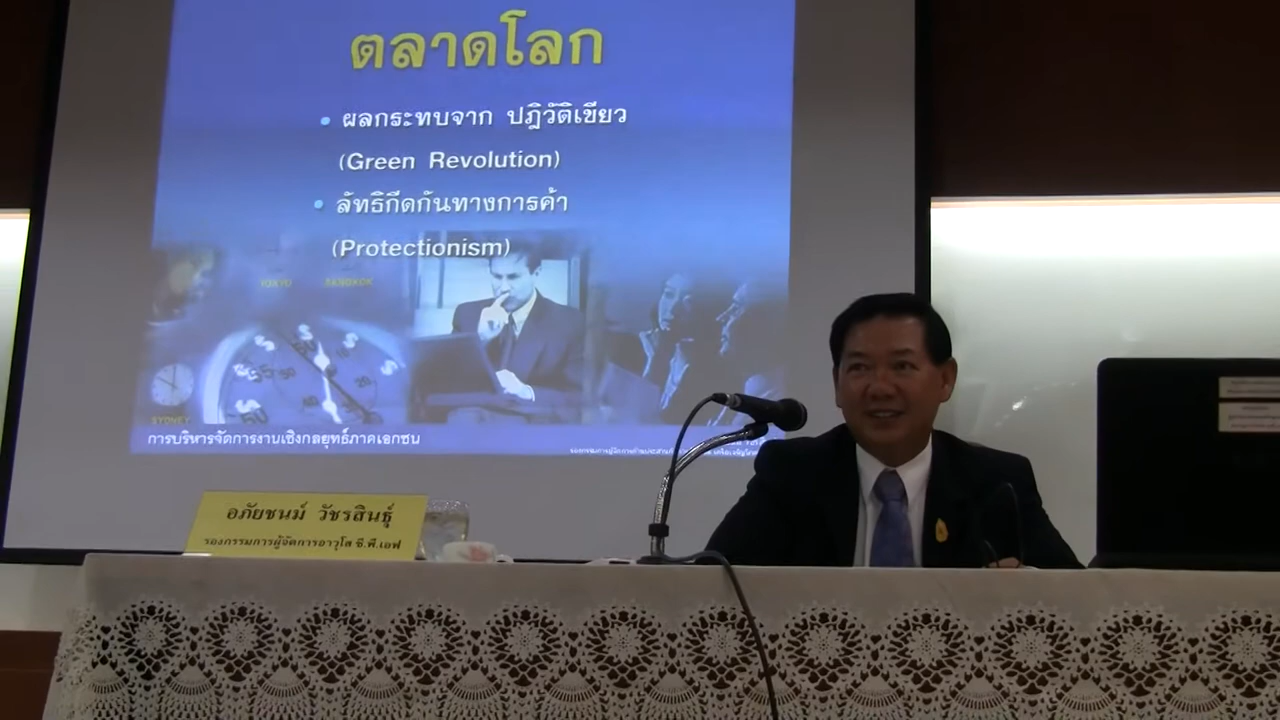 ตลาดโลก
• ผลกระทบจาก ปฎิวัติเขียว
(Green Revolution)
• ลัทธิกีดกันทางการค้า
(Protectionism)
TOKYO BANGKOK
SYDNEY
การบริหารจัดการงานเชิงกลยุทธ์ภาคเอกชน
อภัยชนม์ วัชรสินธุ์
รองกรรมการผู้จัดการอาวุโส ซี.พี.เอฟ